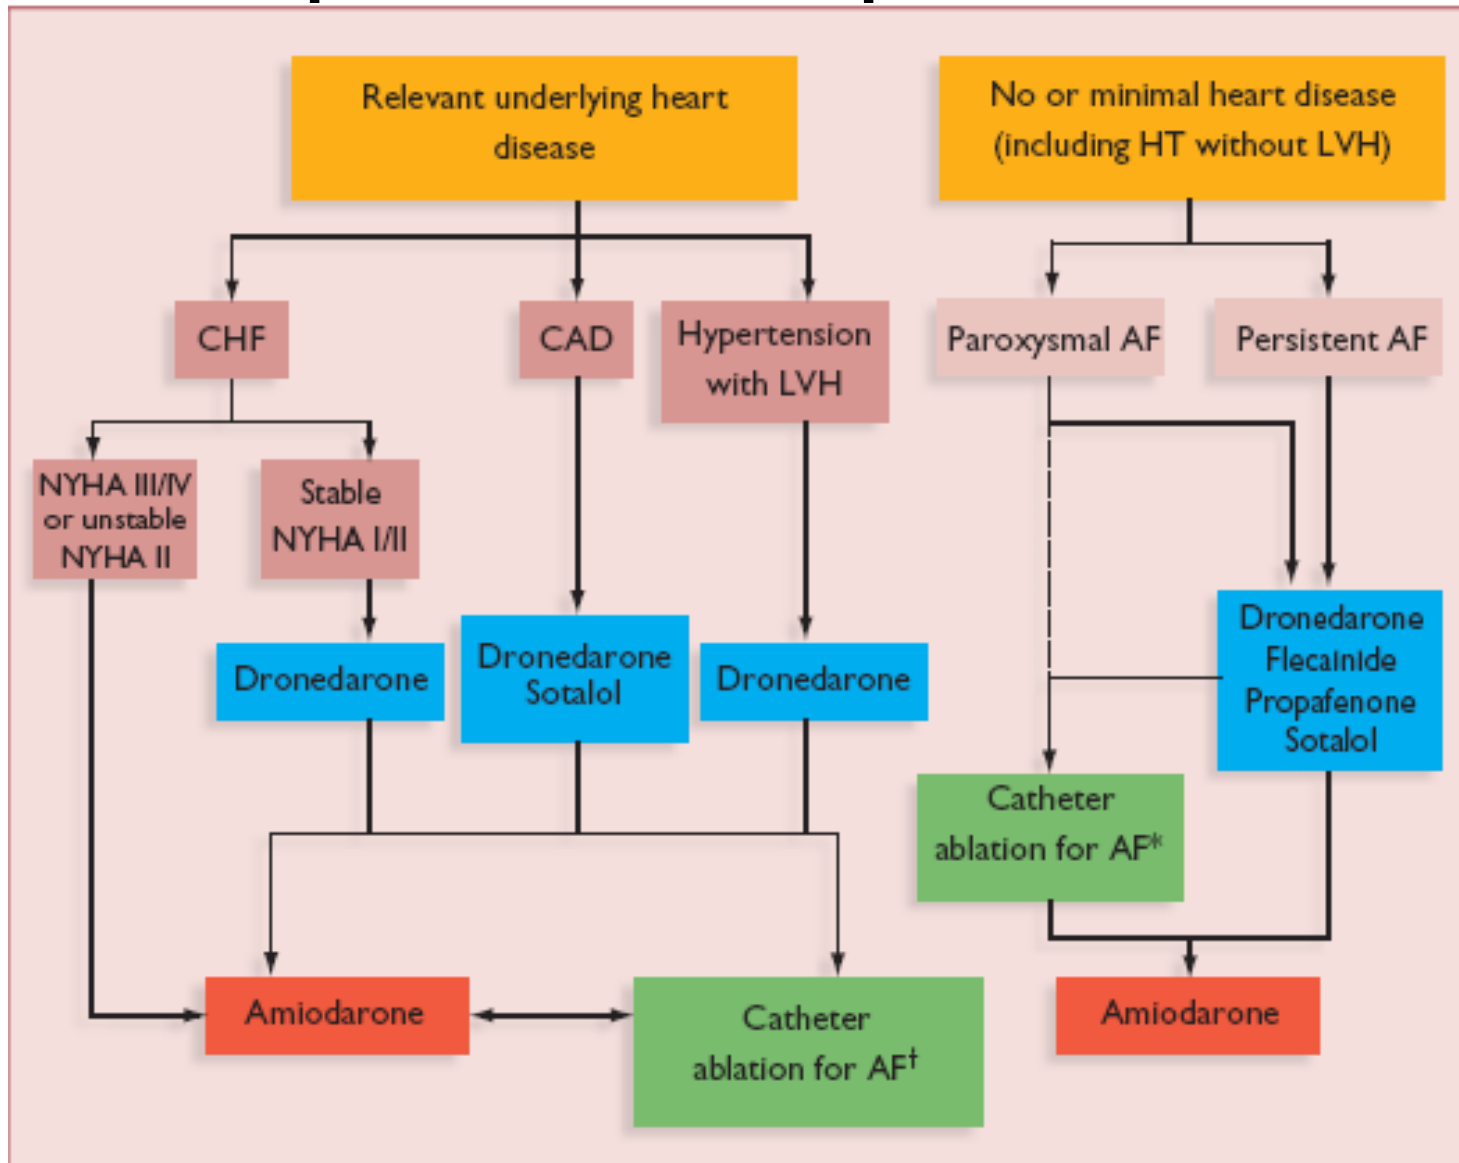 Relevant underlying heart
disease
No or minimal heart disease
(including HT without LVH)
CHF
CAD
Hypertension
with LVH
Paroxysmal AF
Persistent AF
NYHA III/IV
or unstable
NYHA II
Stable
NYHA I/II
Dronedarone
Dronedarone
Sotalol
Dronedarone
Dronedarone
Flecainide
Propafenone
Sotalol
Catheter
ablation for AF*
Amiodarone
Catheter
ablation for AF†
Amiodarone